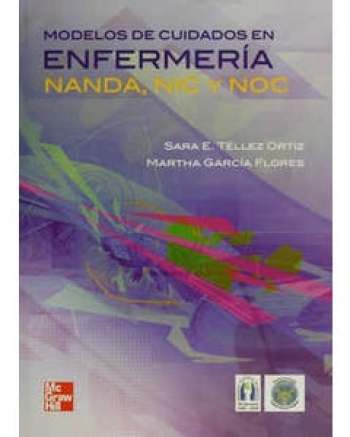 MODELOS DE CUIDADOS EN
ENFERMERÍA
NANDA, NIC Y NOC
SARA E. TÉLLEZ ORTIZ
MARTHA GARCÍA FLORES
Mc
Graw
Hill